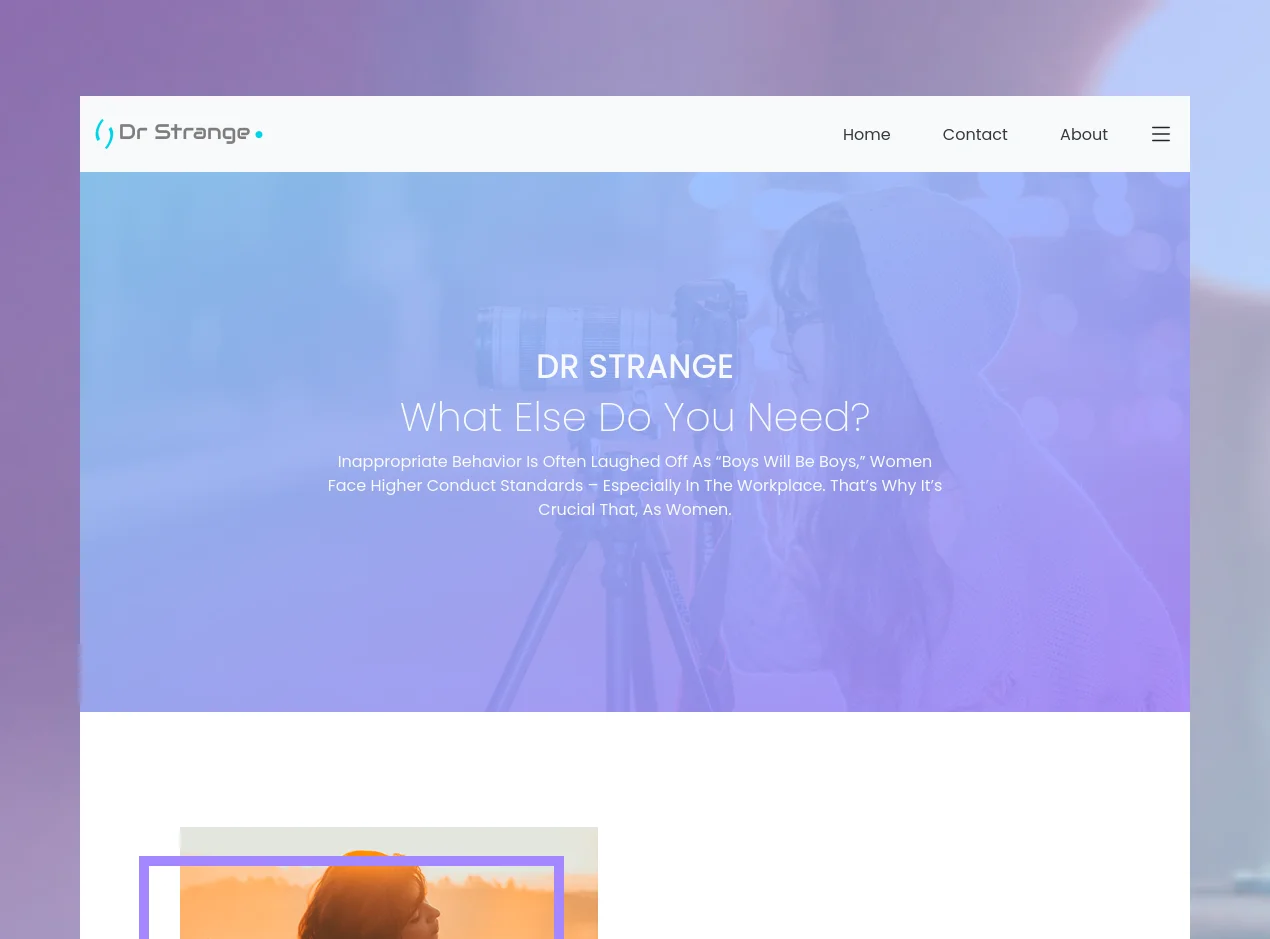 Dr Strange
Home
Contact
About
DR STRANGE
What Else Do You Need?
Inappropriate Behavior Is Often Laughed Off As “Boys Will Be Boys,” Women
Face Higher Conduct Standards – Especially In The Workplace. That’s Why It’s
Crucial That, As Women.